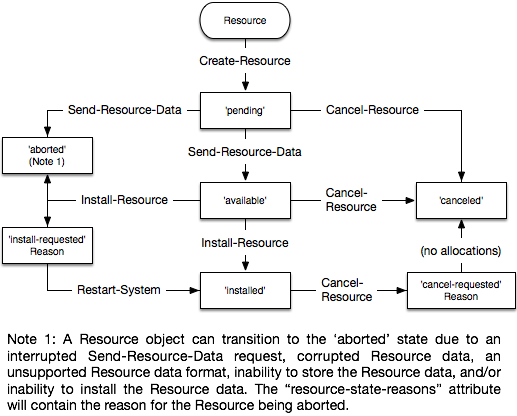 Resource
Create-Resource
Send-Resource-Data
'pending'
Cancel-Resource
'aborted'
(Note 1)
Send-Resource-Data
Install-Resource
'available'
Cancel-
Resource
'canceled'
'install-requested'
Reason
Install-Resource
(no allocations)
Restart-System
'installed'
Cancel-
Resource
'cancel-requested'
Reason
Note 1: A Resource object can transition to the ‘aborted’ state due to an
interrupted Send-Resource-Data request, corrupted Resource data, an
unsupported Resource data format, inability to store the Resource data, and/or
inability to install the Resource data. The “resource-state-reasons” attribute
will contain the reason for the Resource being aborted.